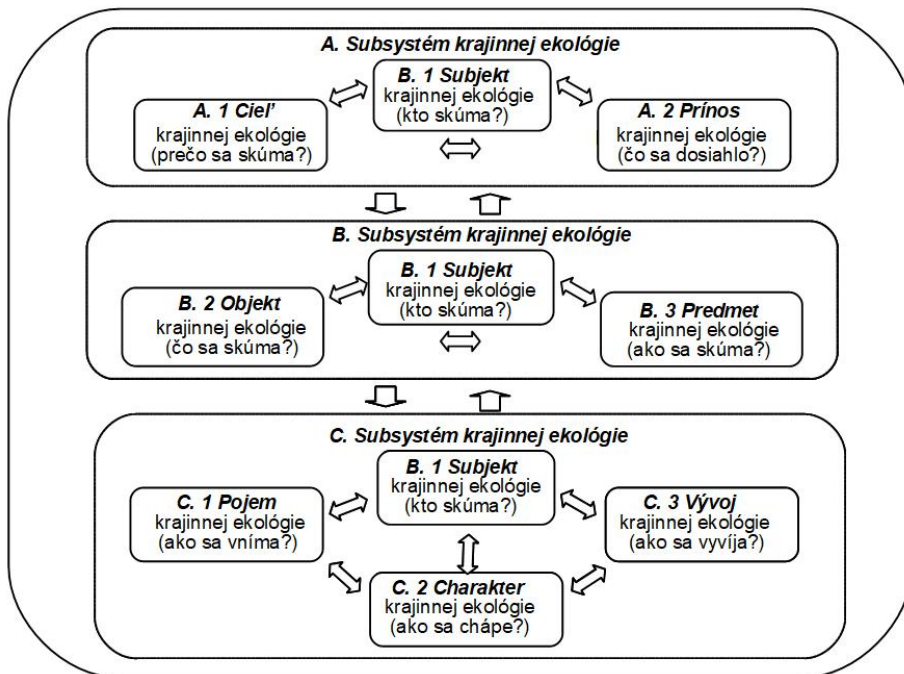 A. Subsystém krajinnej ekológie
B. 1 Subjekt
krajinnej ekológie
(kto skúma?)
A. 1 Cieľ
krajinnej ekológie
(prečo sa skúma?)
A. 2 Prínos
krajinnej ekológie
(čo sa dosiahlo?)
B. Subsystém krajinnej ekológie
B. 1 Subjekt
krajinnej ekológie
(kto skúma?)
B. 2 Objekt
krajinnej ekológie
(čo sa skúma?)
B. 3 Predmet
krajinnej ekológie
(ako sa skúma?)
C. Subsystém krajinnej ekológie
B. 1 Subjekt
krajinnej ekológie
(kto skúma?)
C. 1 Pojem
krajinnej ekológie
(ako sa vníma?)
C. 3 Vývoj
krajinnej ekológie
(ako sa vyvíja?)
C. 2 Charakter
krajinnej ekológie
(ako sa chápe?)